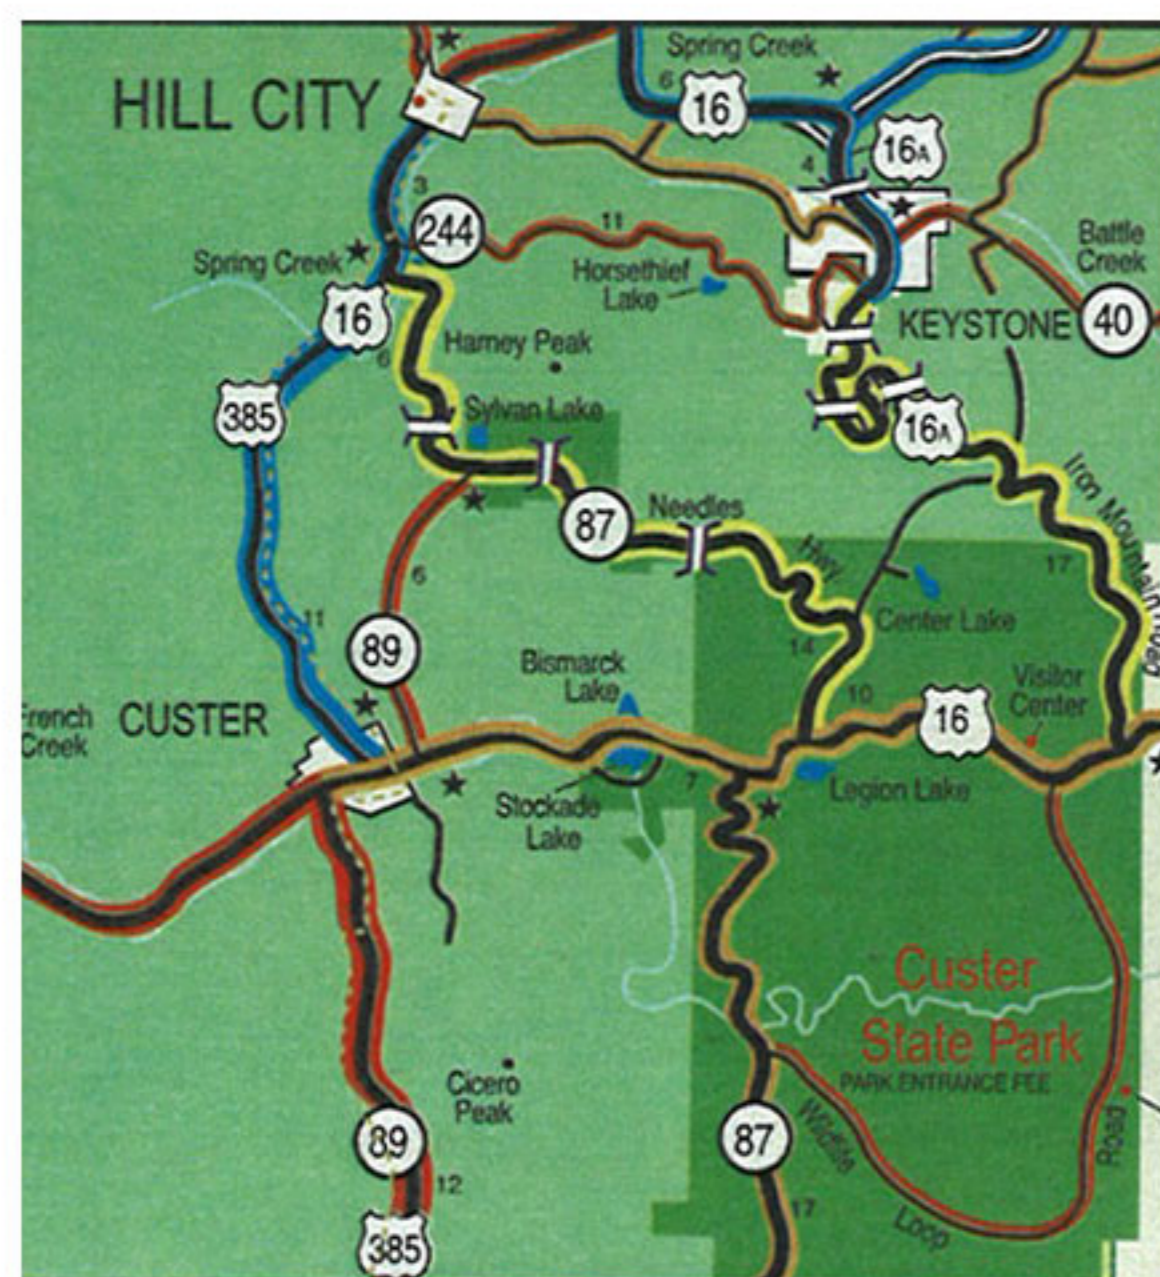 Spring Creek
6
16
HILL CITY
16A
4
3
244
11
Battle
Creek
Spring Creek
Horsethief
Lake
16
KEYSTONE
40
Harney Peak
6
385
Sylvan Lake
16A
Iron Mountain
87
Needles
Hwy
17
6
11
Center Lake
89
14
Bismarck
Lake
Visitor
Center
10
French
Creek
CUSTER
16
7
Legion Lake
Stockade
Lake
Custer
State Park
PARK ENTRANCE FEE
Cicero
Peak
89
87
Wildlife
Road
12
17
Loop
385